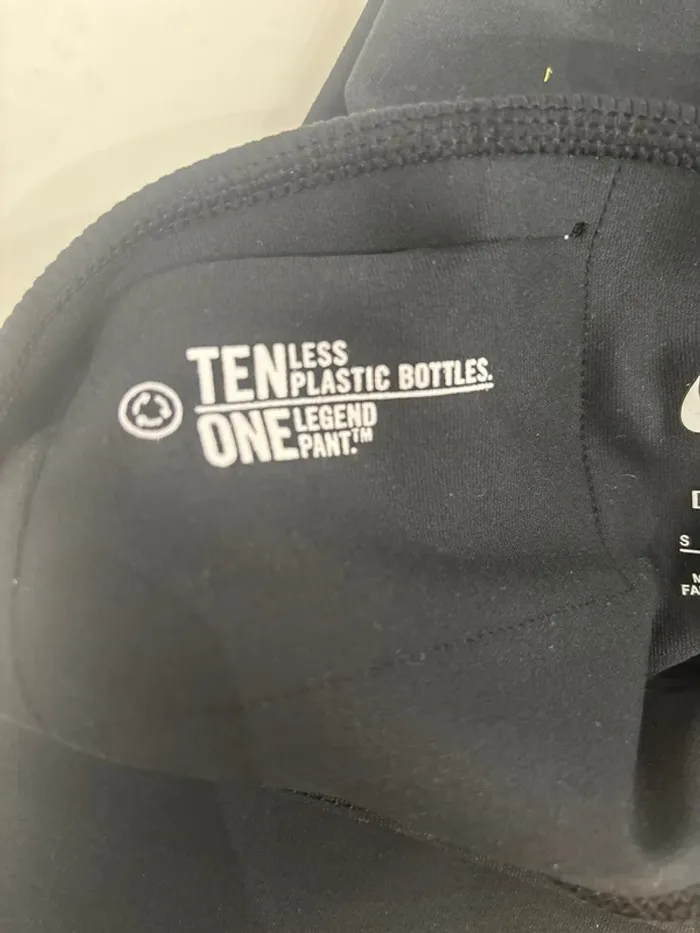 TEN LESS
PLASTIC BOTTLES.
ONE LEGEND
PANT.™
S